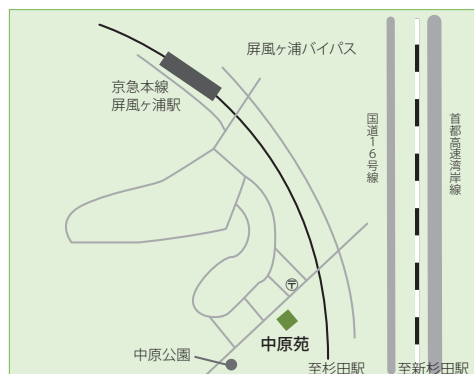 屏風ヶ浦バイパス
京急本線
屏風ヶ浦駅
国道16号線
首都高速湾岸線
〒
中原苑
中原公園
至杉田駅
至新杉田駅